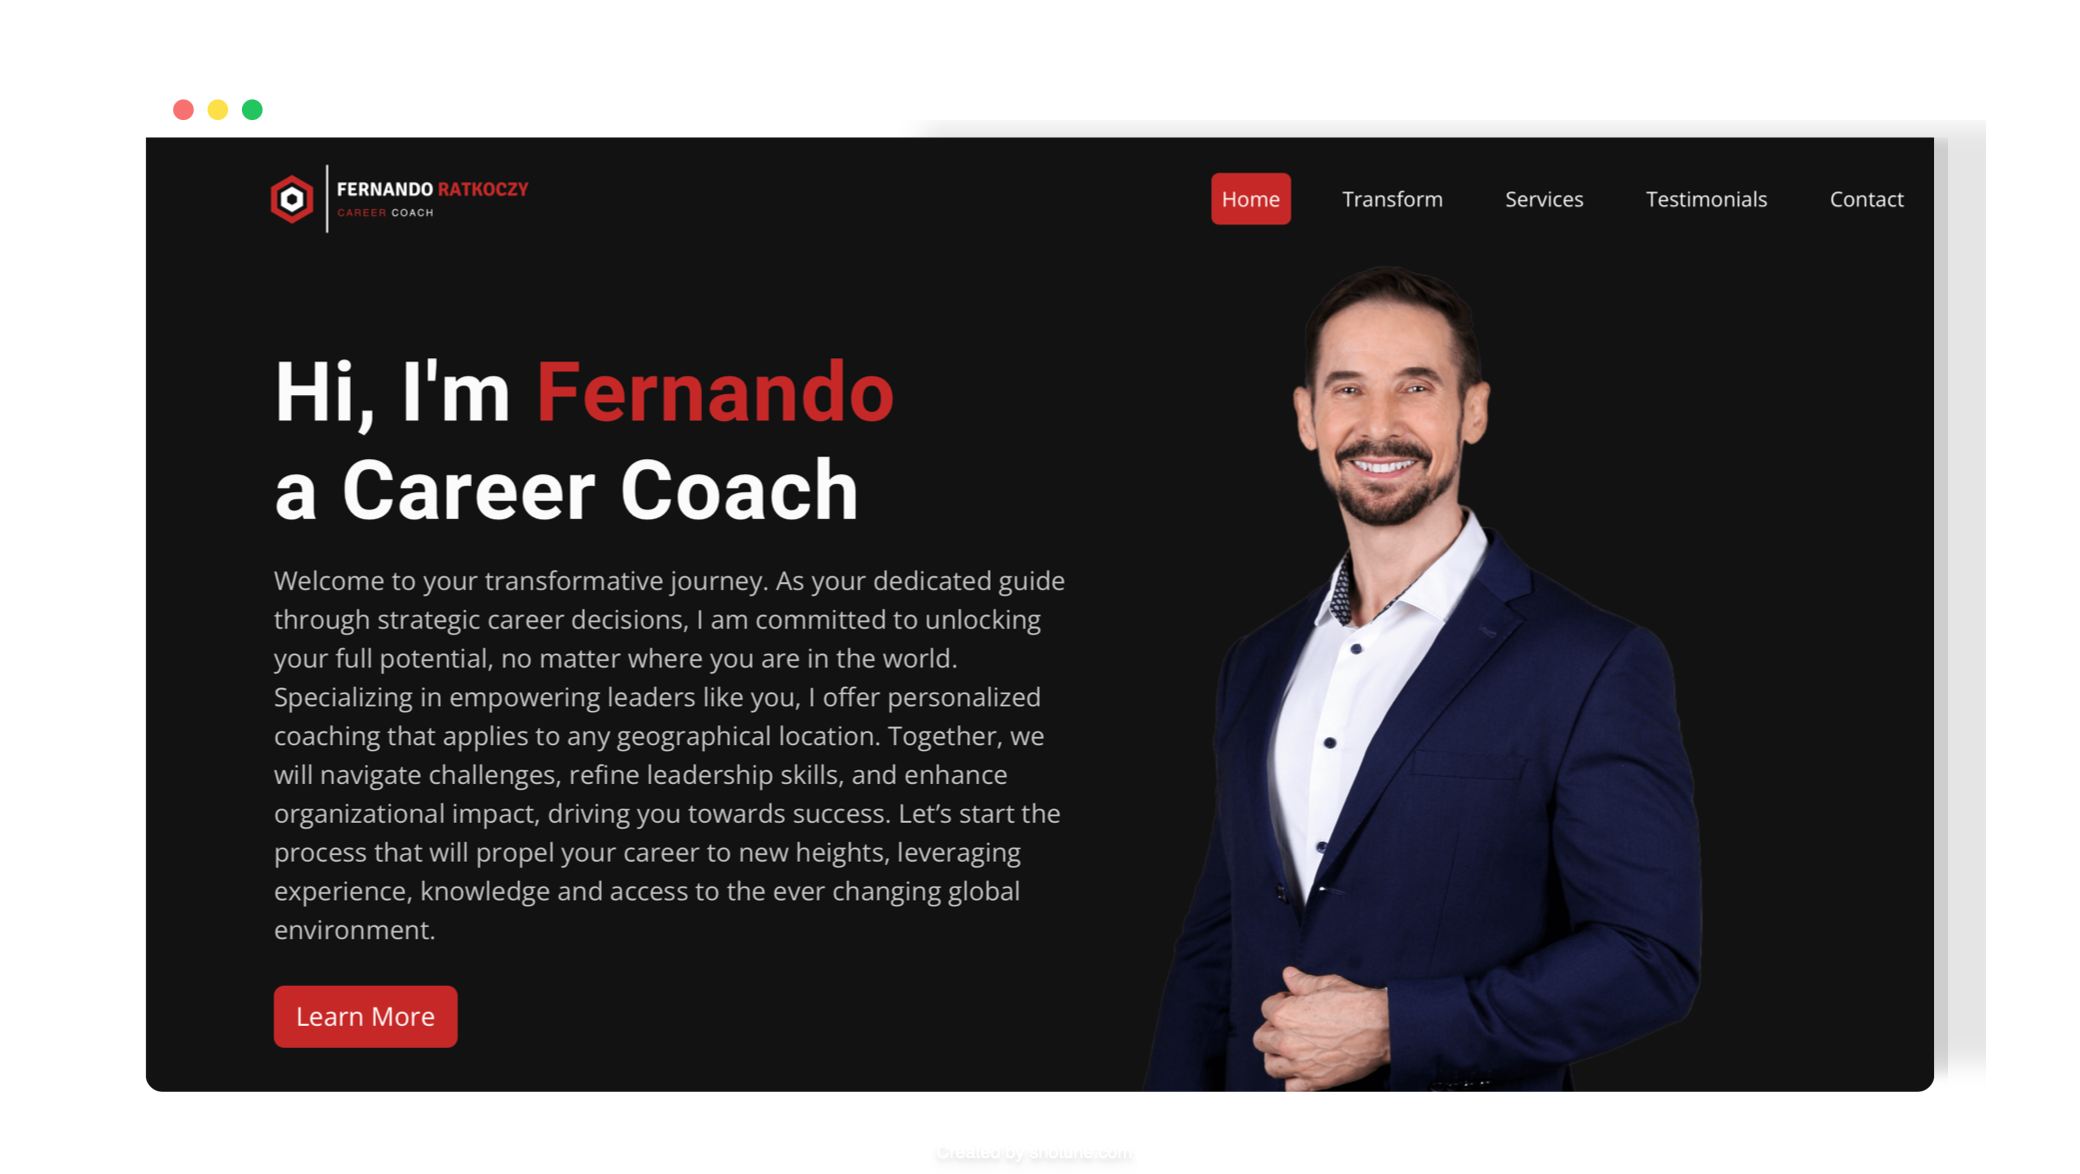 FERNANDO RATKOCZY
CAREER COACH
Home Transform Services Testimonials Contact
Hi, I'm Fernando
a Career Coach
Welcome to your transformative journey. As your dedicated guide
through strategic career decisions, I am committed to unlocking
your full potential, no matter where you are in the world.
Specializing in empowering leaders like you, I offer personalized
coaching that applies to any geographical location. Together, we
will navigate challenges, refine leadership skills, and enhance
organizational impact, driving you towards success. Let’s start the
process that will propel your career to new heights, leveraging
experience, knowledge and access to the ever changing global
environment.
Learn More
Created by shotune.com